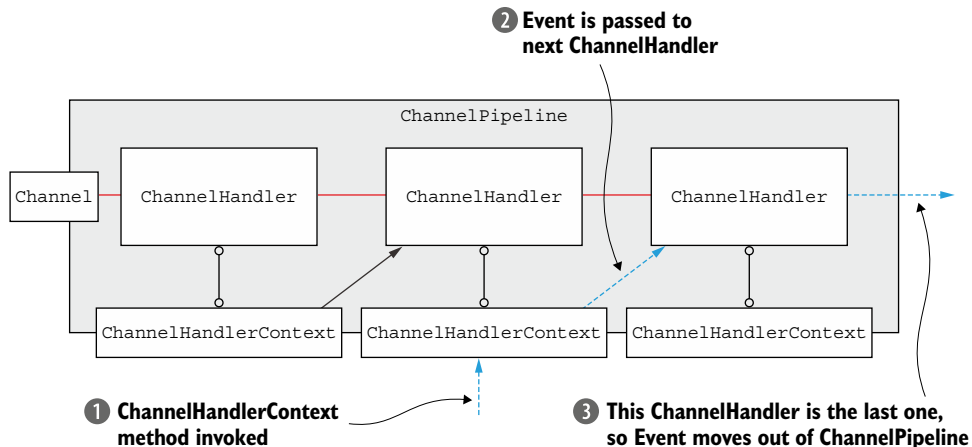 2 Event is passed to
next ChannelHandler
ChannelPipeline
Channel
ChannelHandler
ChannelHandler
ChannelHandler
ChannelHandlerContext
ChannelHandlerContext
ChannelHandlerContext
1 ChannelHandlerContext
method invoked
3 This ChannelHandler is the last one,
so Event moves out of ChannelPipeline